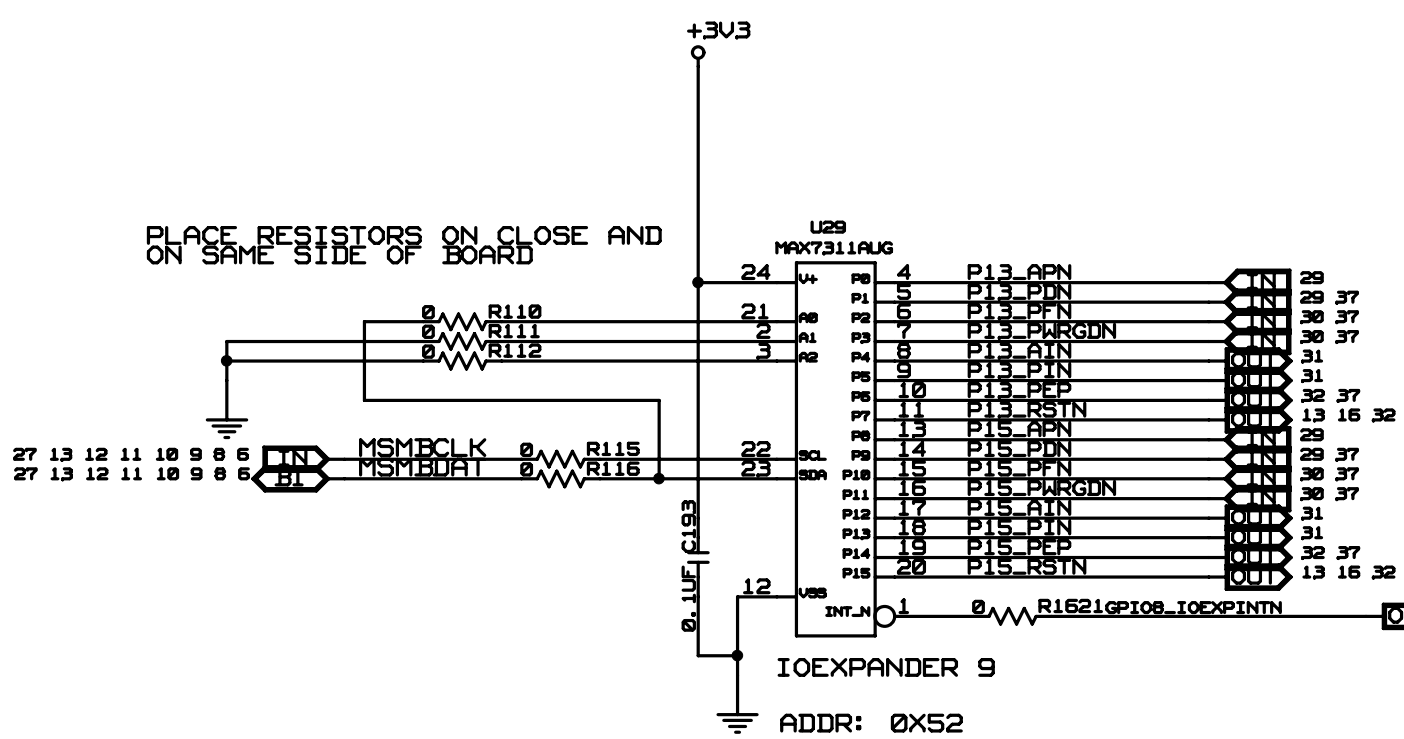 +3V3
PLACE RESISTORS ON CLOSE AND
ON SAME SIDE OF BOARD
U29
MAX7311AUG
24 V+ P0 4 P13_APN IN 29
P1 5 P13_PDN IN 29 37
0 R110 21 A0 P2 6 P13_PFN IN 30 37
0 R111 2 A1 P3 7 P13_PWRGDN IN 30 37
0 R112 3 A2 P4 8 P13_AIN OUT 31
P5 9 P13_PIN OUT 31
P6 10 P13_PEP OUT 32 37
P7 11 P13_RSTN OUT 13 16 32
P8 13 P15_APN IN 29
27 13 12 11 10 9 8 6 IN MSMBCLK 0 R115 22 SCL P9 14 P15_PDN IN 29 37
27 13 12 11 10 9 8 6 BI MSMBDAT 0 R116 23 SDA P10 15 P15_PFN IN 30 37
P11 16 P15_PWRGDN IN 30 37
P12 17 P15_AIN OUT 31
P13 18 P15_PIN OUT 31
P14 19 P15_PEP OUT 32 37
P15 20 P15_RSTN OUT 13 16 32
0.1UF C193
12 VSS
INT_N 1 0 R1621 GPIO8_IOEXPINTN O
IOEXPANDER 9
ADDR: 0X52